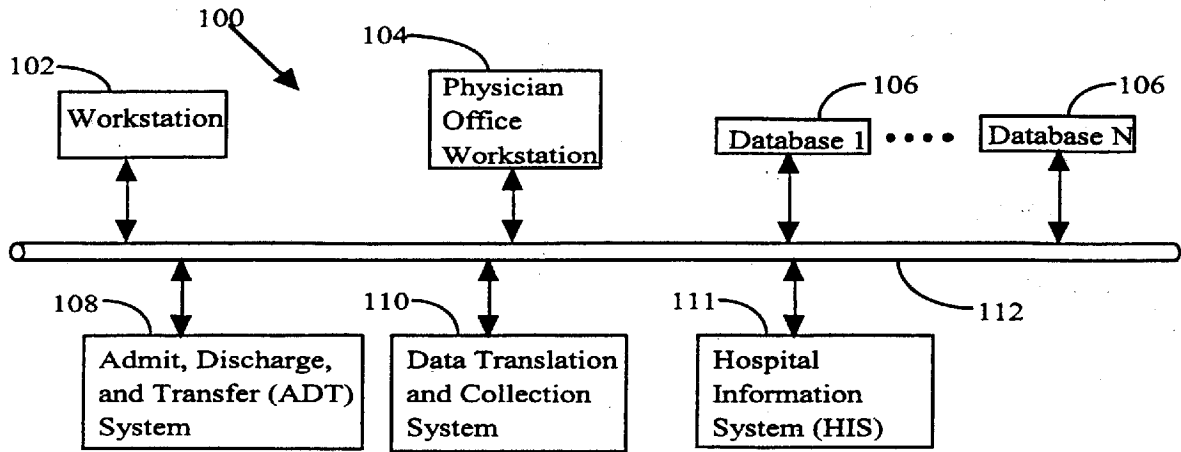 100
102
Workstation
104
Physician
Office
Workstation
106
Database 1
106
Database N
108
Admit, Discharge,
and Transfer (ADT)
System
110
Data Translation
and Collection
System
111
Hospital
Information
System (HIS)
112